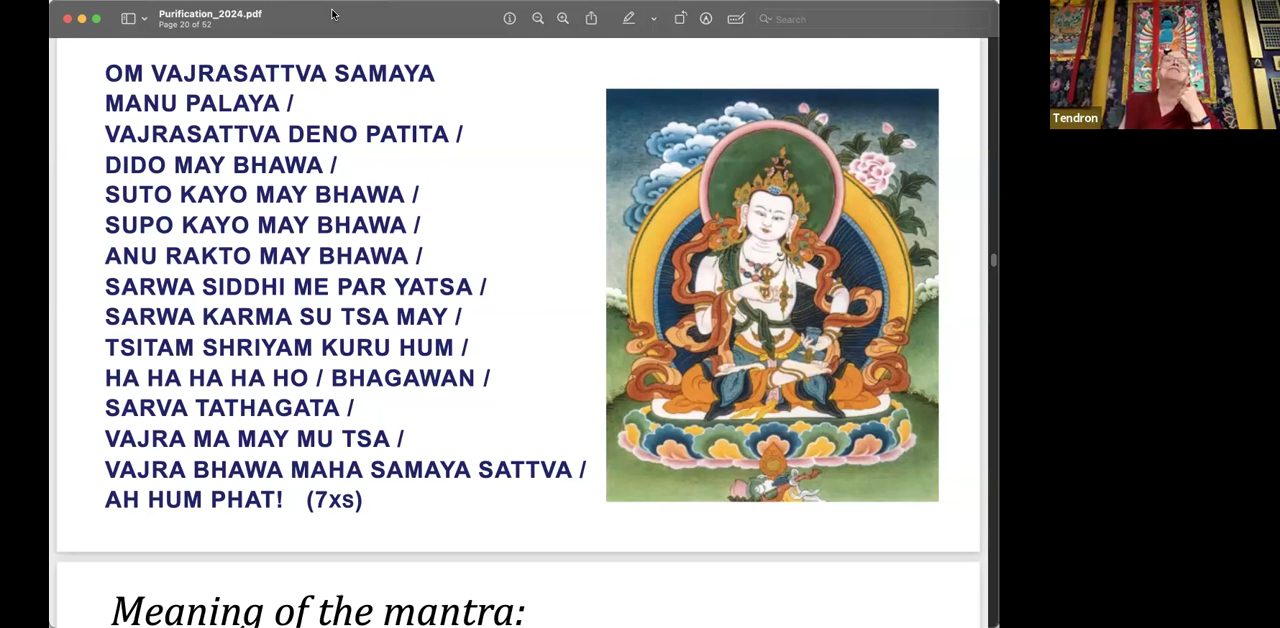 Purification_2024.pdf
Page 20 of 52
Search
OM VAJRASATTVA SAMAYA
MANU PALAYA /
VAJRASATTVA DENO PATITA /
DIDO MAY BHAWA /
SUTO KAYO MAY BHAWA /
SUPO KAYO MAY BHAWA /
ANU RAKTO MAY BHAWA /
SARWA SIDDHI ME PAR YATSA /
SARWA KARMA SU TSA MAY /
TSITAM SHRIYAM KURU HUM /
HA HA HA HA HO / BHAGAWAN /
SARVA TATHAGATA /
VAJRA MA MAY MU TSA /
VAJRA BHAWA MAHA SAMAYA SATTVA /
AH HUM PHAT! (7xs)
Meaning of the mantra:
Tendron